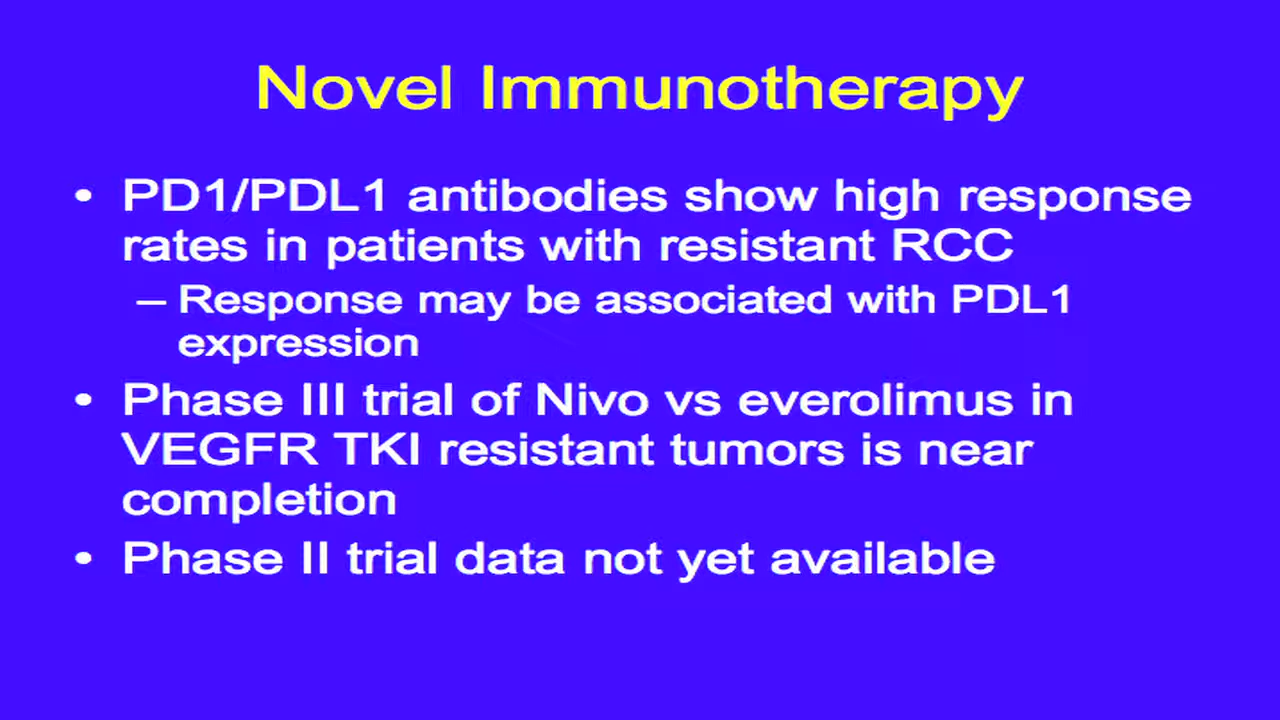 Novel Immunotherapy
• PD1/PDL1 antibodies show high response
rates in patients with resistant RCC
– Response may be associated with PDL1
expression
• Phase III trial of Nivo vs everolimus in
VEGFR TKI resistant tumors is near
completion
• Phase II trial data not yet available